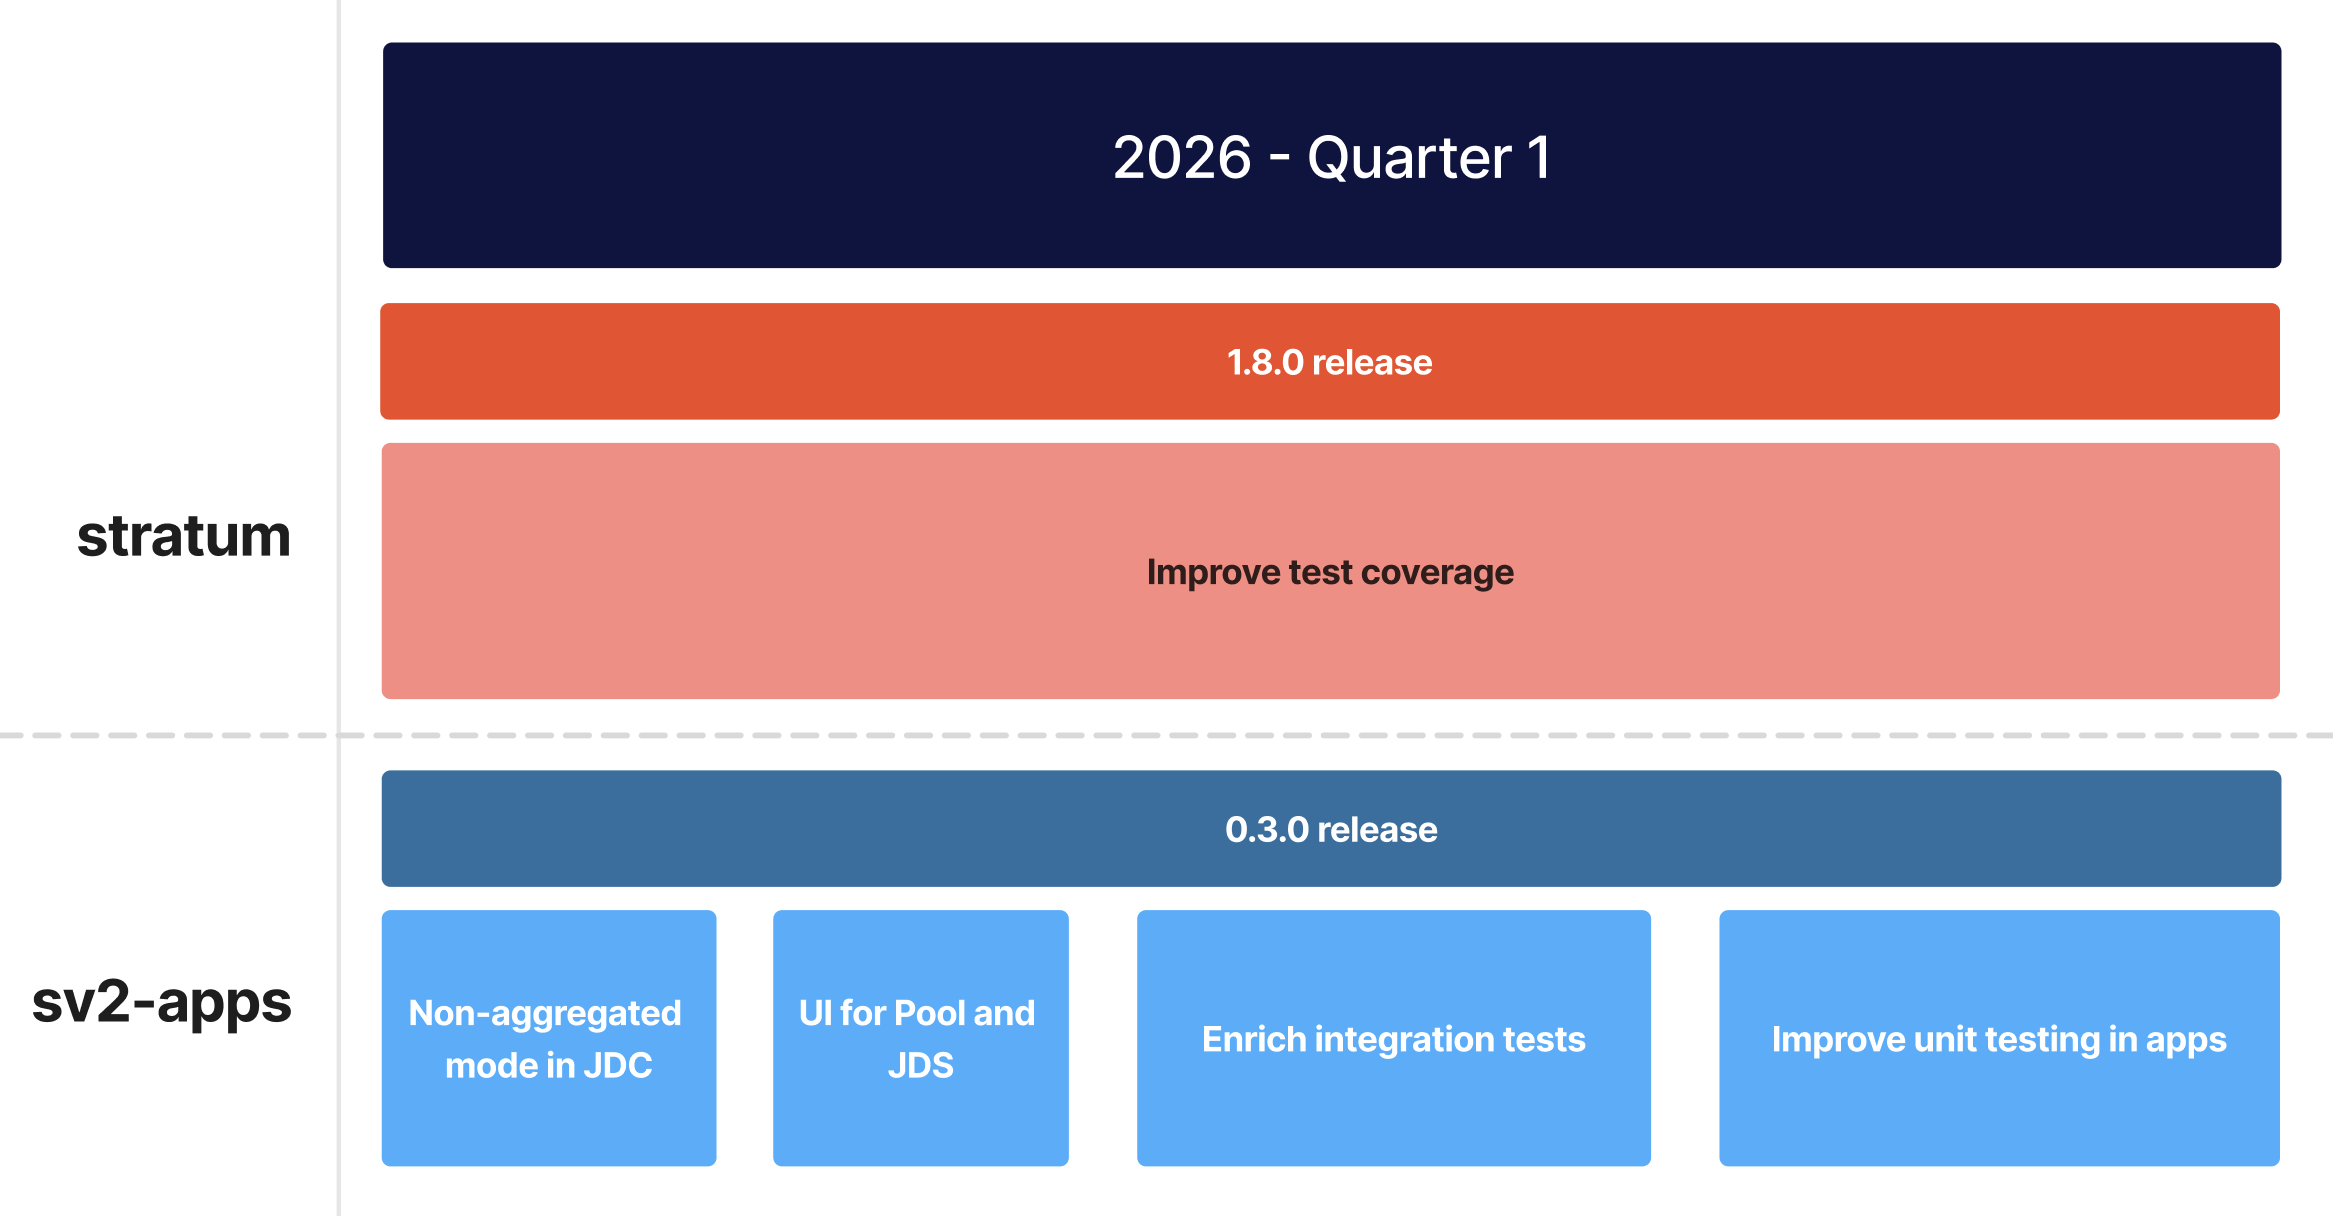 2026 - Quarter 1
1.8.0 release
stratum
Improve test coverage
0.3.0 release
sv2-apps
Non-aggregated
mode in JDC
UI for Pool and
JDS
Enrich integration tests
Improve unit testing in apps